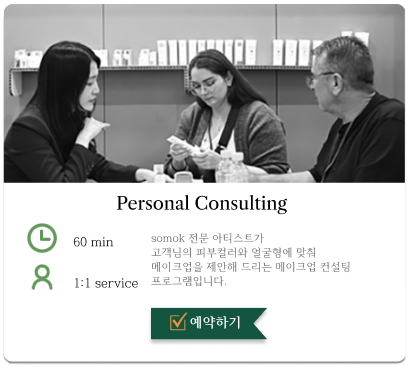 Personal Consulting
60 min
1:1 service
somok 전문 아티스트가
고객님의 피부컬러와 얼굴형에 맞춰
메이크업을 제안해 드리는 메이크업 컨설팅
프로그램입니다.
예약하기